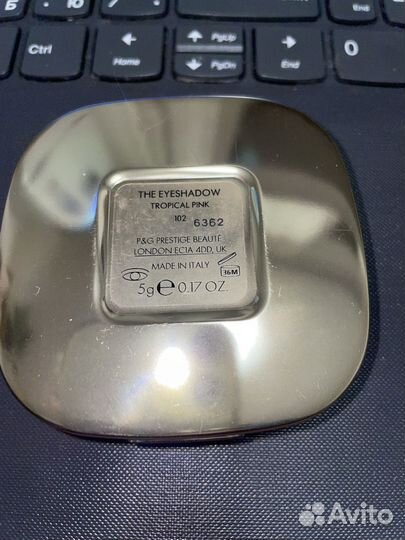 Б
Ю
Ctrl
Home
PgUp
PgDn
End
0
End
THE EYESHADOW
TROPICAL PINK
102 6362
P&G PRESTIGE BEAUTÉ
LONDON EC1A 4DD, UK
MADE IN ITALY
36M
5g e 0.17 OZ.
Avito